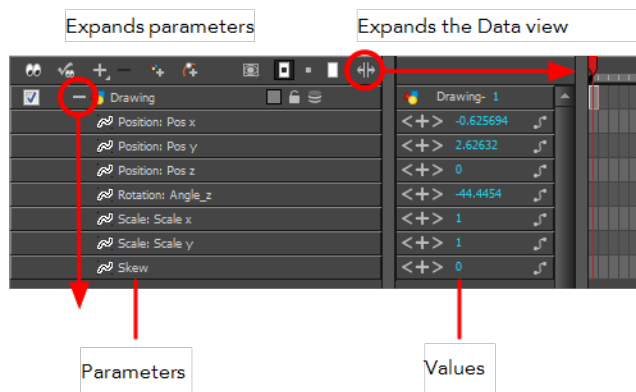 Expands parameters
Expands the Data view
Drawing
Drawing- 1
Position: Pos x
-0.625694
Position: Pos y
2.62632
Position: Pos z
0
Rotation: Angle_z
-44.4454
Scale: Scale x
1
Scale: Scale y
1
Skew
0
Parameters
Values